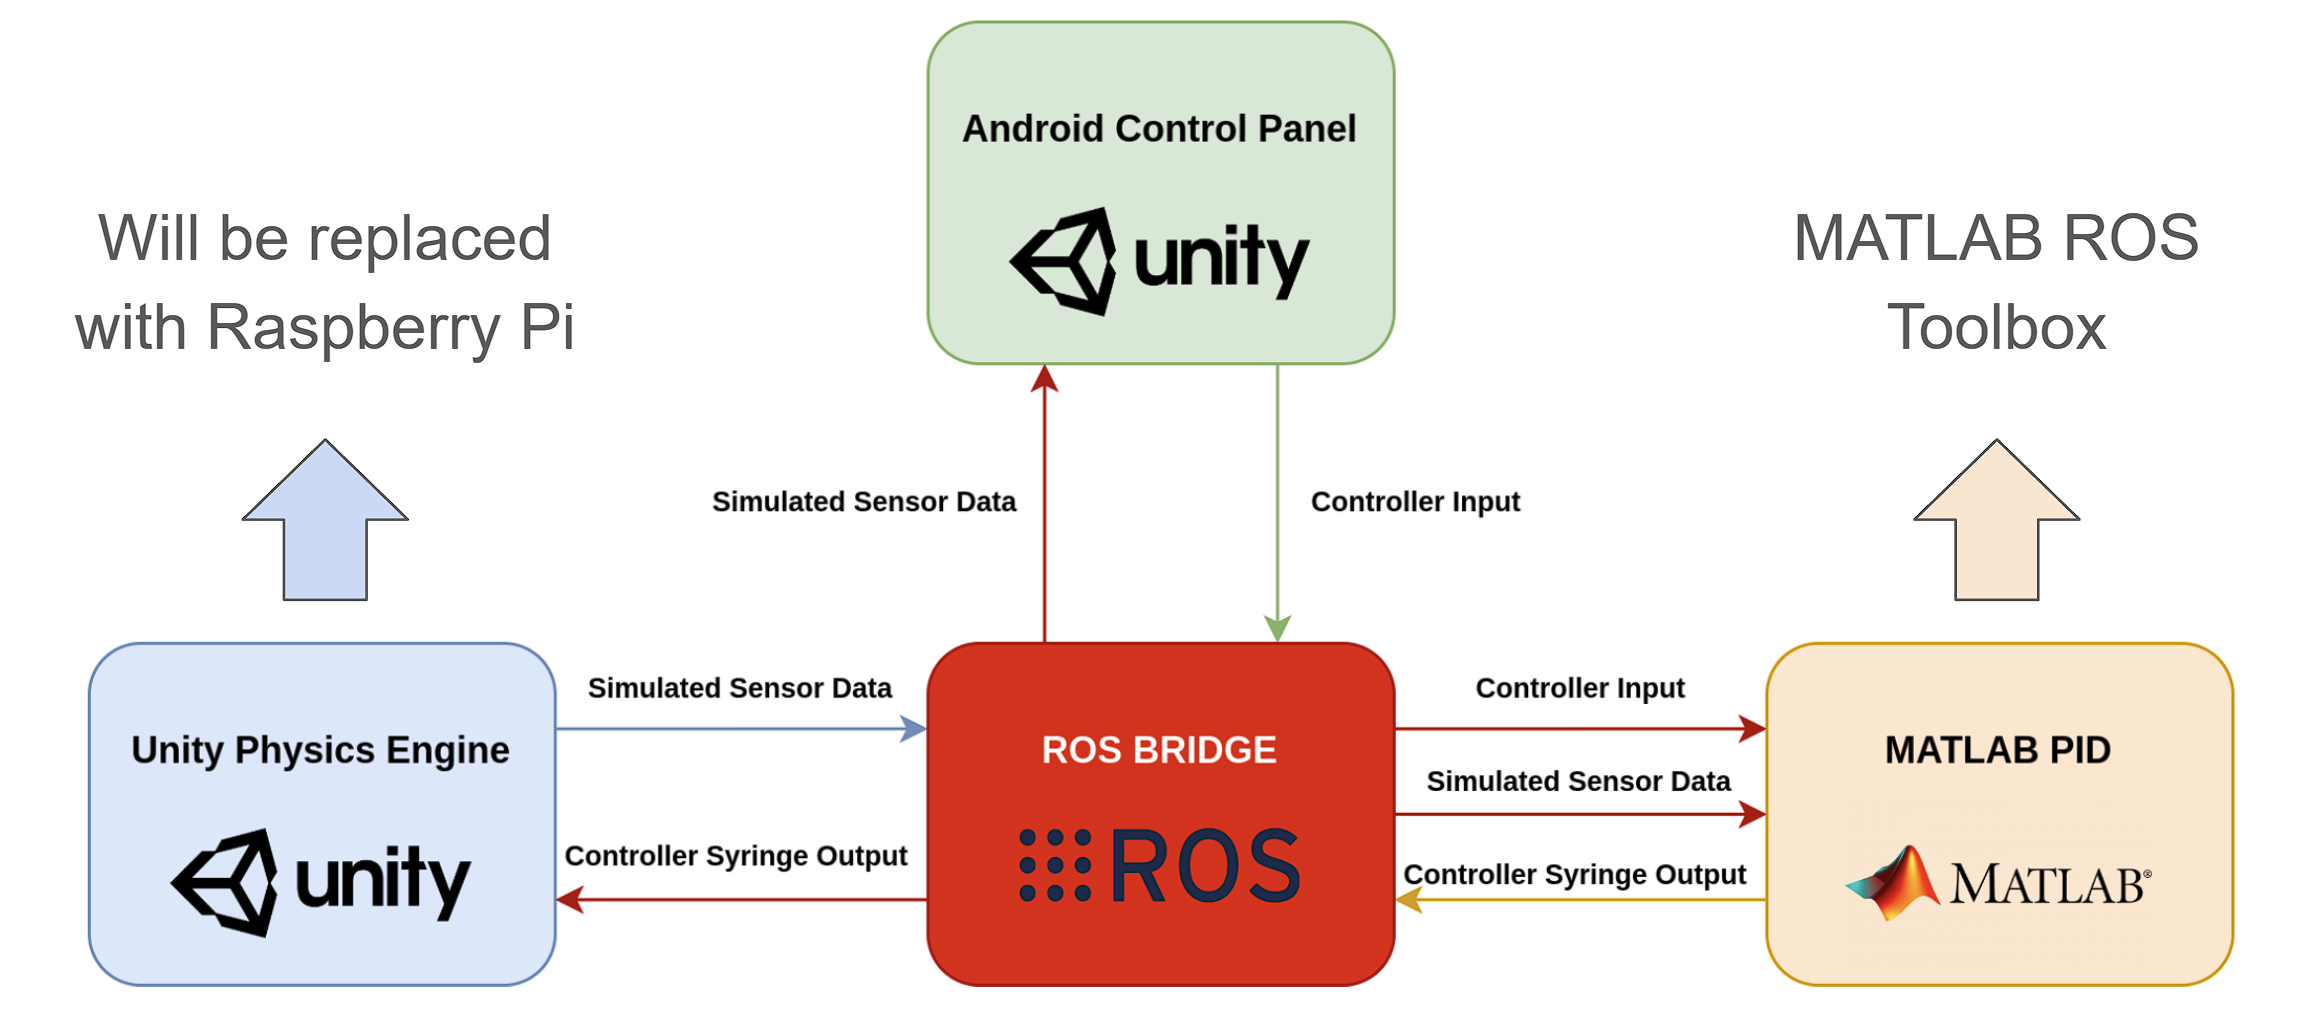 Android Control Panel
unity
Will be replaced
with Raspberry Pi
MATLAB ROS
Toolbox
Simulated Sensor Data
Controller Input
Simulated Sensor Data
Controller Input
Unity Physics Engine
ROS BRIDGE
MATLAB PID
Simulated Sensor Data
Controller Syringe Output
Controller Syringe Output
unity
ROS
MATLAB®